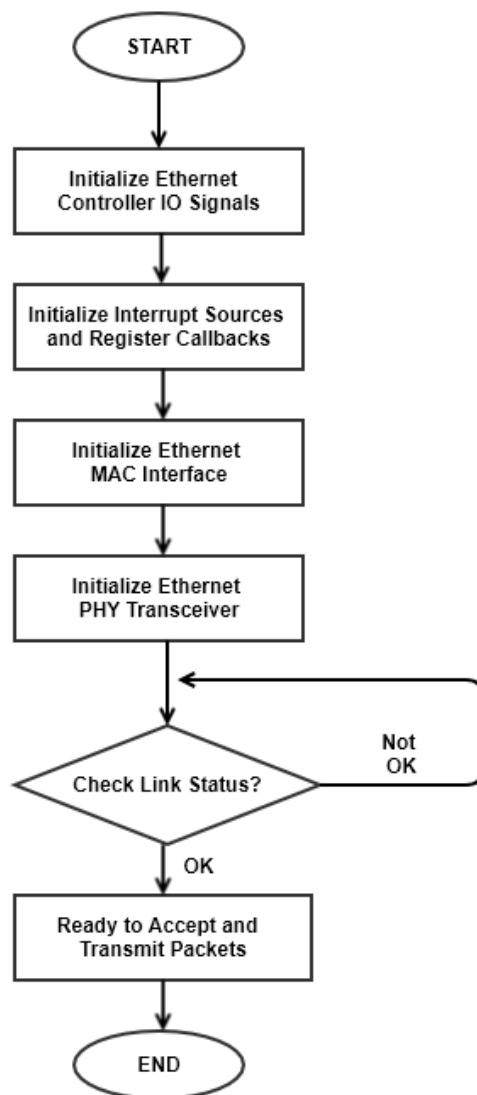 START
Initialize Ethernet
Controller IO Signals
Initialize Interrupt Sources
and Register Callbacks
Initialize Ethernet
MAC Interface
Initialize Ethernet
PHY Transceiver
Check Link Status?
Not
OK
OK
Ready to Accept and
Transmit Packets
END